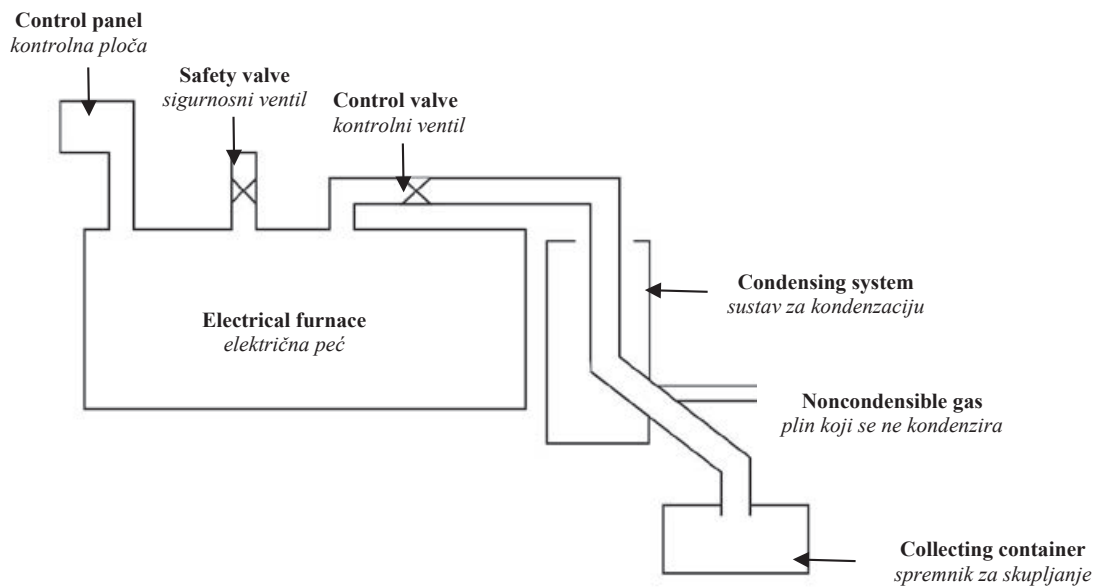 Control panel
kontrolna ploča
Safety valve
sigurnosni ventil
Control valve
kontrolni ventil
Condensing system
sustav za kondenzaciju
Electrical furnace
električna peć
Noncondensible gas
plin koji se ne kondenzira
Collecting container
spremnik za skupljanje